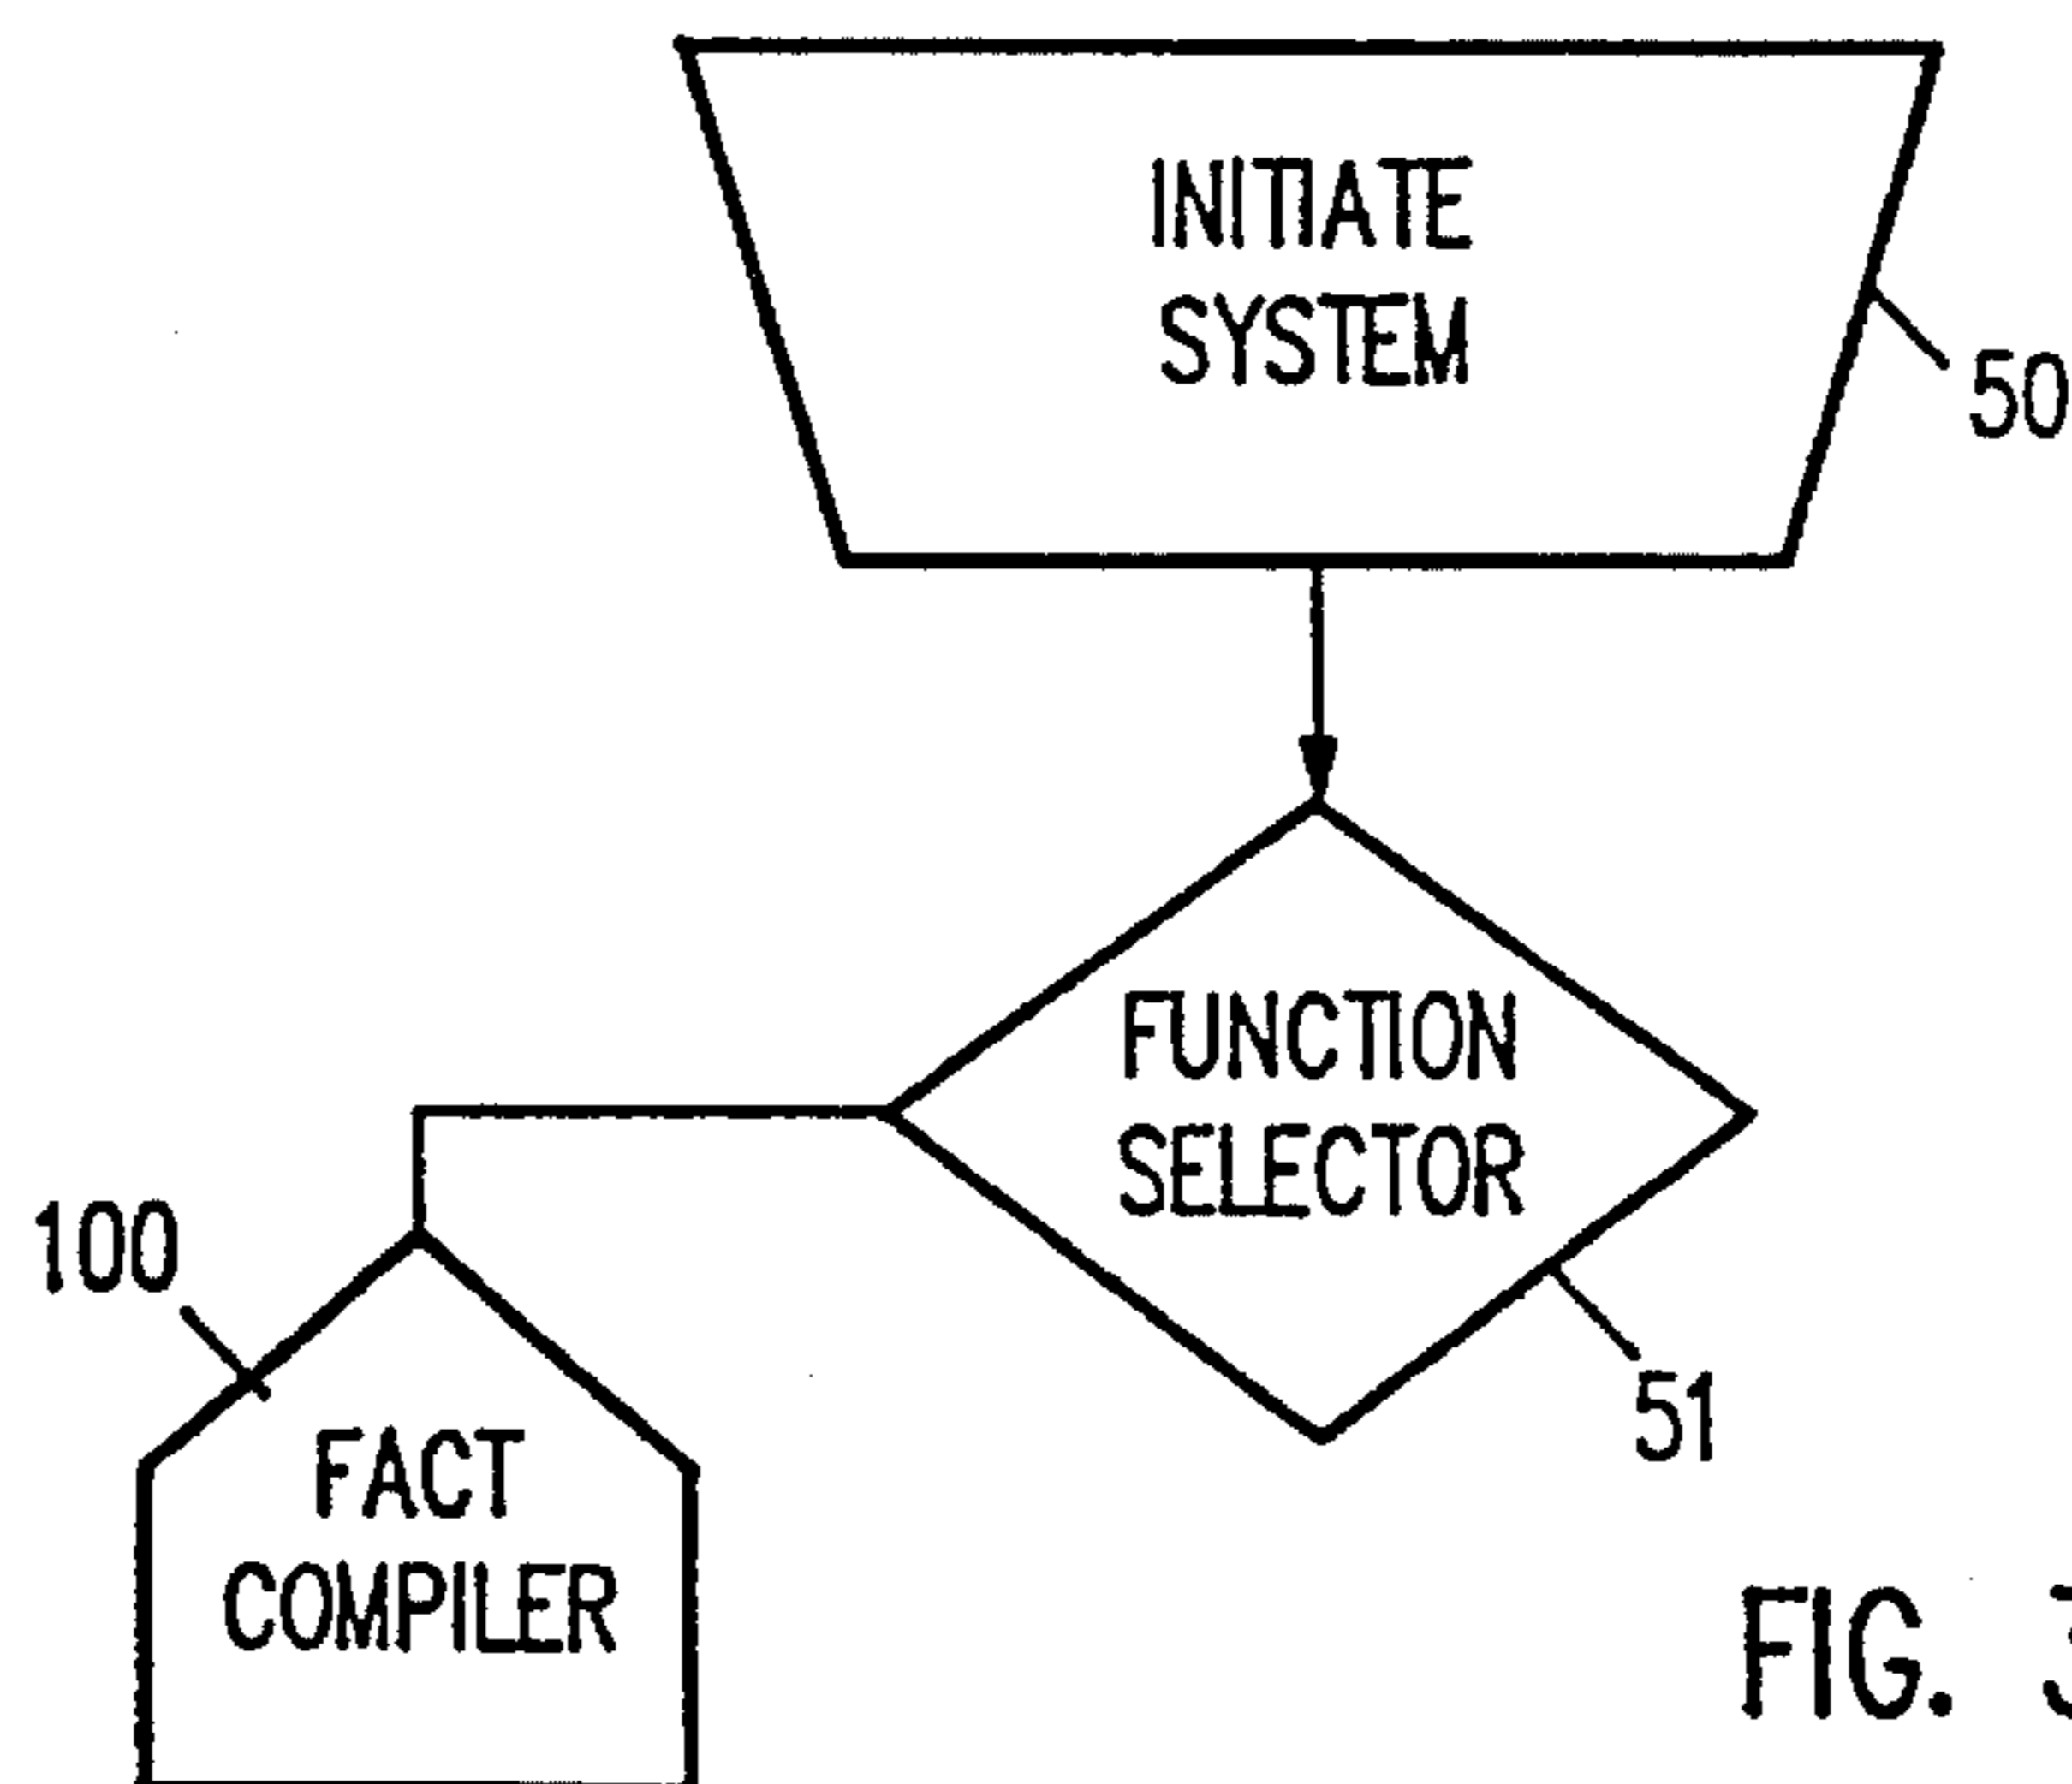 INITIATE
SYSTEM
50
FUNCTION
SELECTOR
100
51
FACT
COMPILER
FIG.